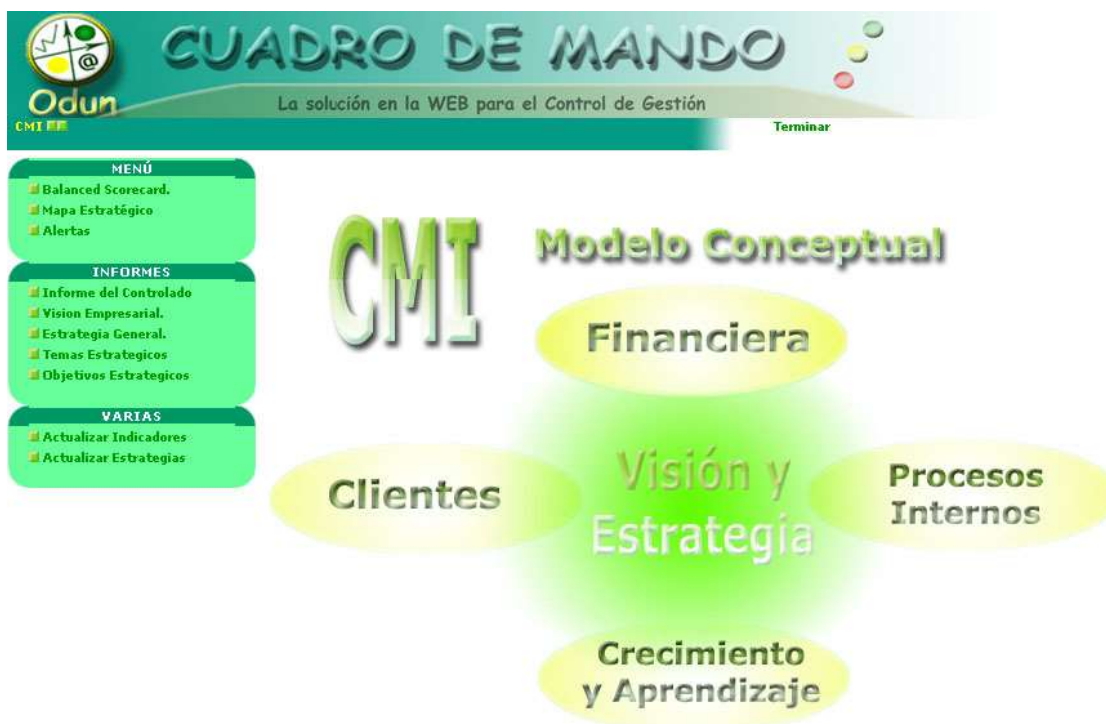 CUADRO DE MANDO
@
Odun
La solución en la WEB para el Control de Gestión
CMI
Terminar
MENÚ
Balanced Scorecard.
Mapa Estratégico
Alertas
INFORMES
Informe del Controlado
Vision Empresarial.
Estrategia General.
Temas Estrategicos
Objetivos Estrategicos
VARIAS
Actualizar Indicadores
Actualizar Estrategias
CMI
Modelo Conceptual
Financiera
Clientes
Visión y
Estrategia
Procesos
Internos
Crecimiento
y Aprendizaje